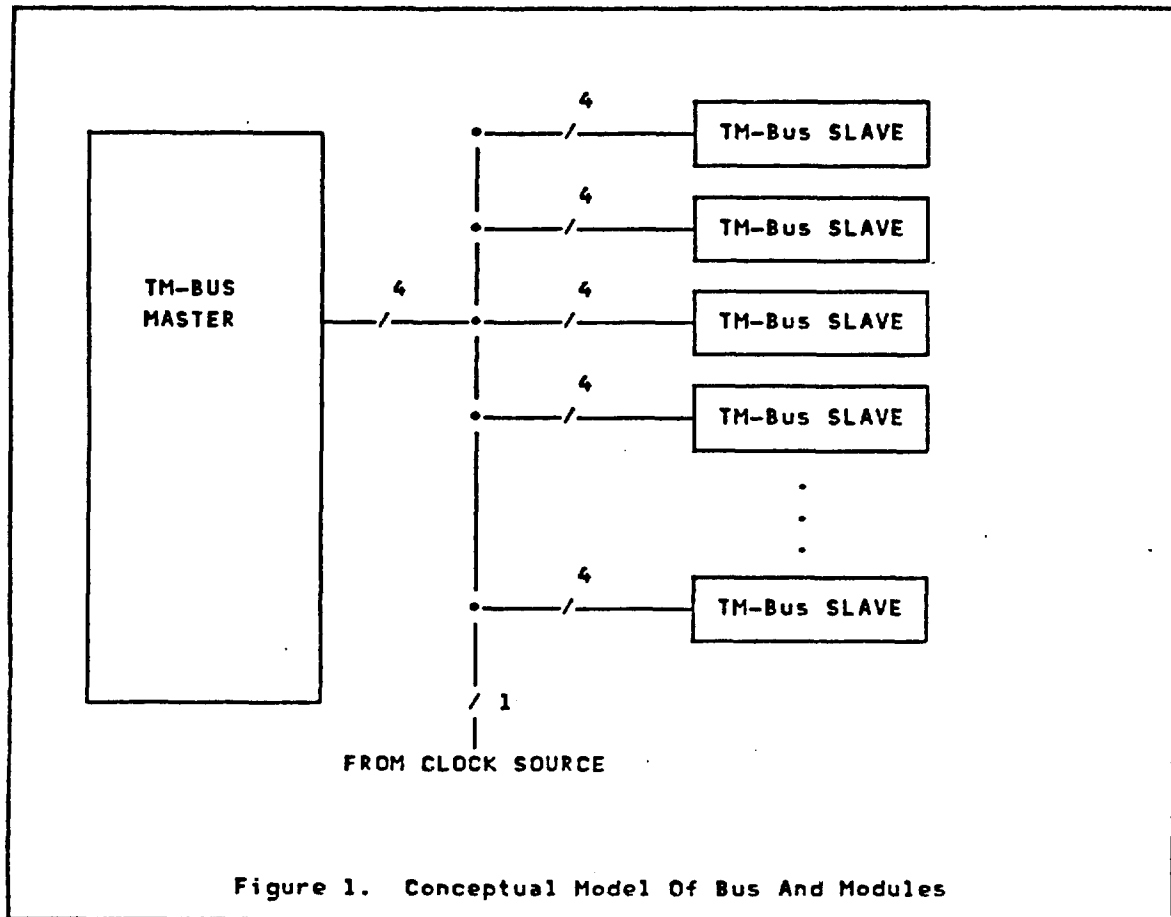 4
TM-Bus SLAVE
4
TM-Bus SLAVE
TM-BUS
MASTER
4
4
TM-Bus SLAVE
4
TM-Bus SLAVE
4
TM-Bus SLAVE
1
FROM CLOCK SOURCE
Figure 1. Conceptual Model Of Bus And Modules